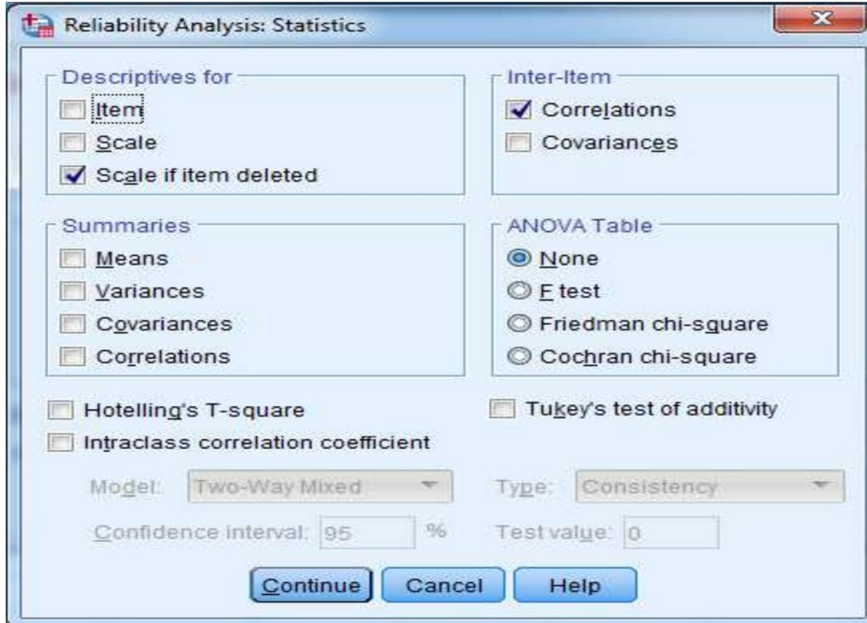 Reliability Analysis: Statistics
Descriptives for
Item
Scale
Scale if item deleted
Inter-Item
Correlations
Covariances
Summaries
Means
Variances
Covariances
Correlations
ANOVA Table
None
F test
Friedman chi-square
Cochran chi-square
Hotelling's T-square
Tukey's test of additivity
Intraclass correlation coefficient
Model: Two-Way Mixed Type: Consistency
Confidence interval: 95 % Test value: 0
Continue Cancel Help